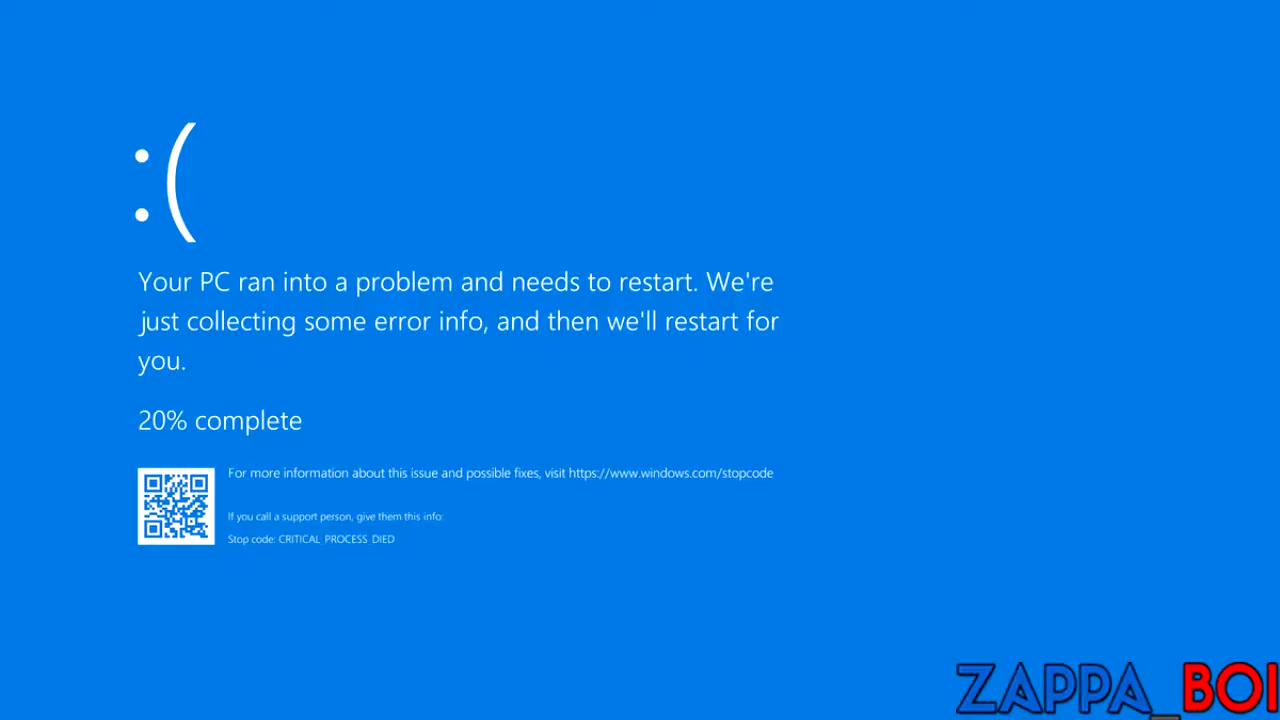 :(
Your PC ran into a problem and needs to restart. We're
just collecting some error info, and then we'll restart for
you.
20% complete
For more information about this issue and possible fixes, visit https://www.windows.com/stopcode
If you call a support person, give them this info:
Stop code: CRITICAL_PROCESS_DIED
ZAPPA_BOI